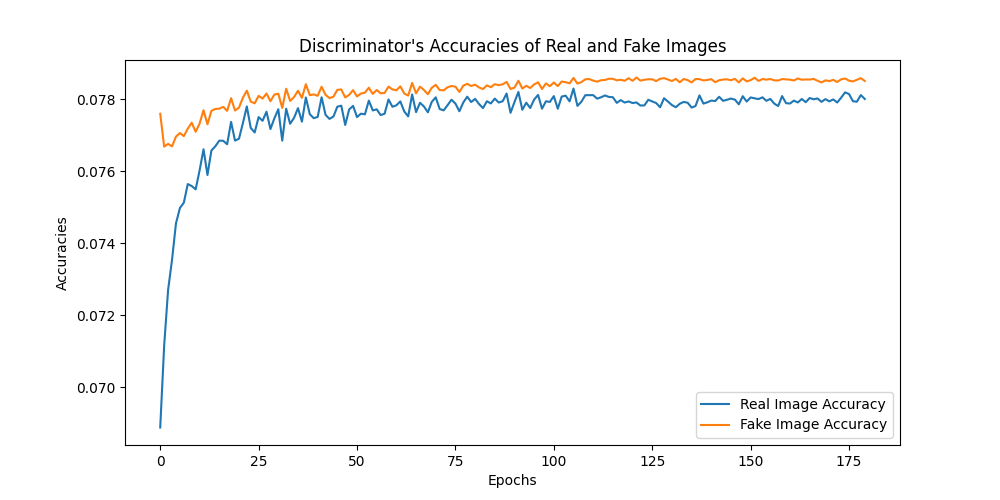 Discriminator's Accuracies of Real and Fake Images
Accuracies
0.078
0.076
0.074
0.072
0.070
0 25 50 75 100 125 150 175
Epochs
Real Image Accuracy
Fake Image Accuracy